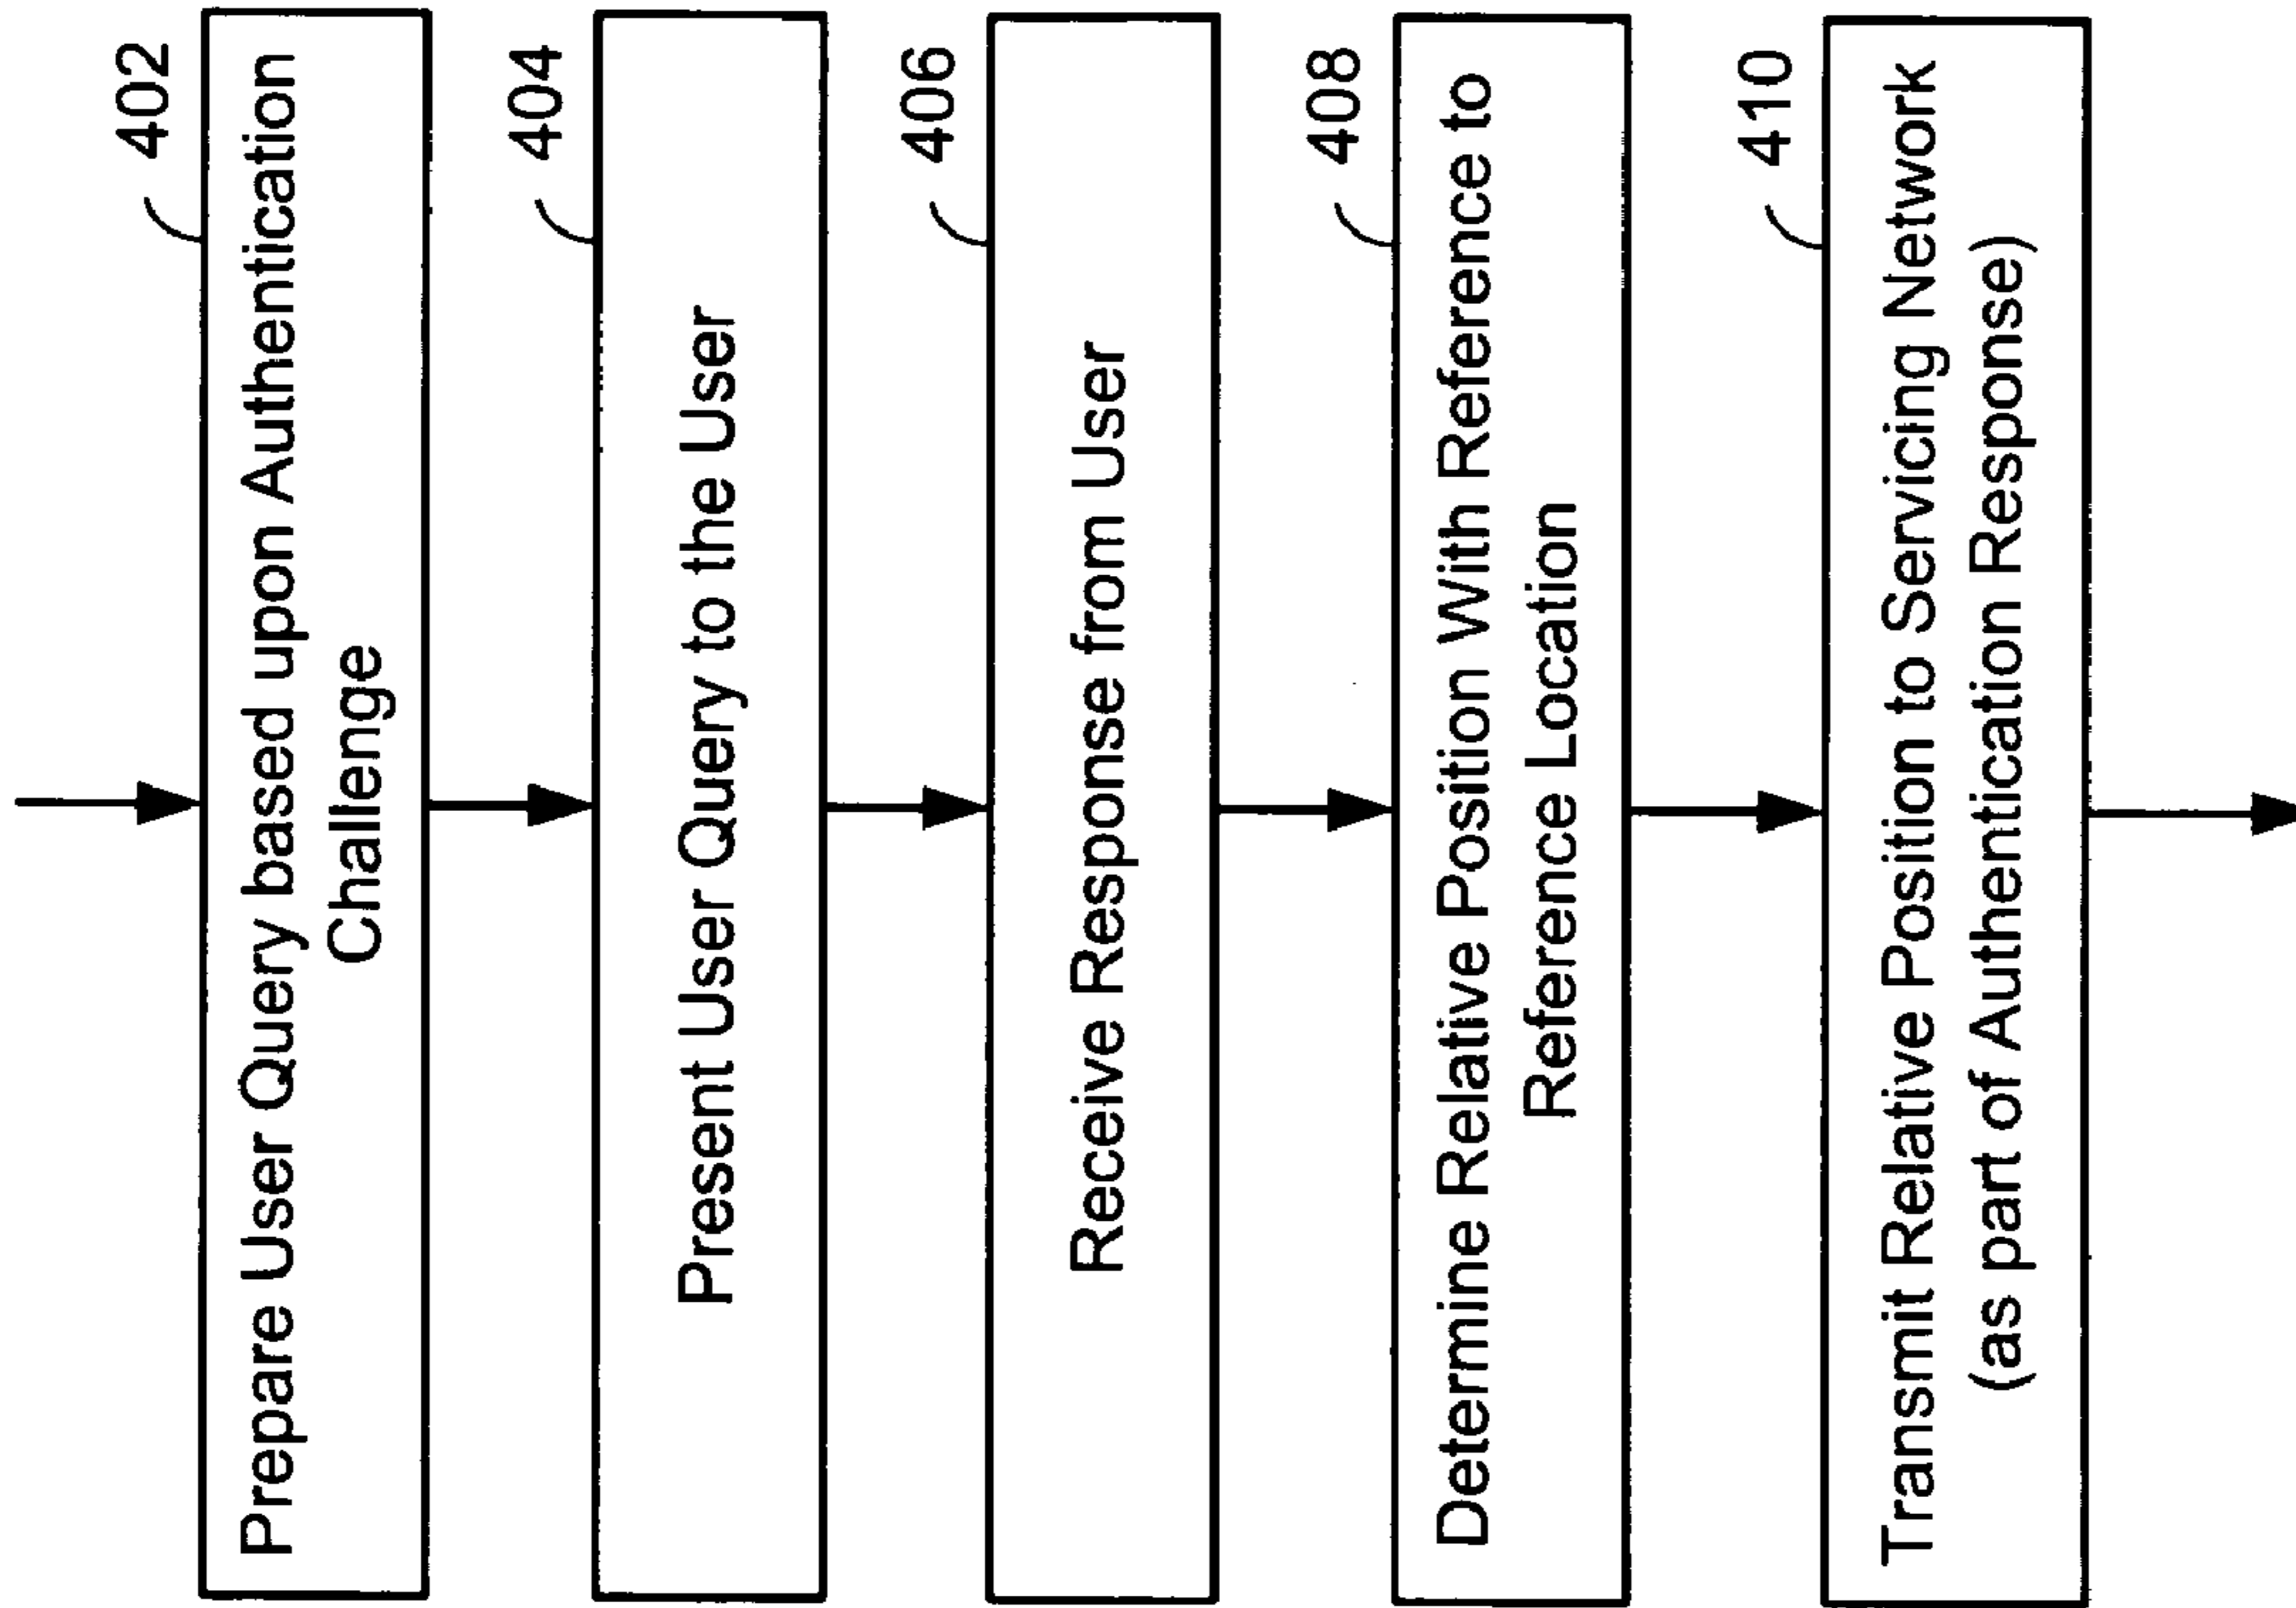 402
Prepare User Query based upon Authentication
Challenge
404
Present User Query to the User
406
Receive Response from User
408
Determine Relative Position With Reference to
Reference Location
410
Transmit Relative Position to Servicing Network
(as part of Authentication Response)